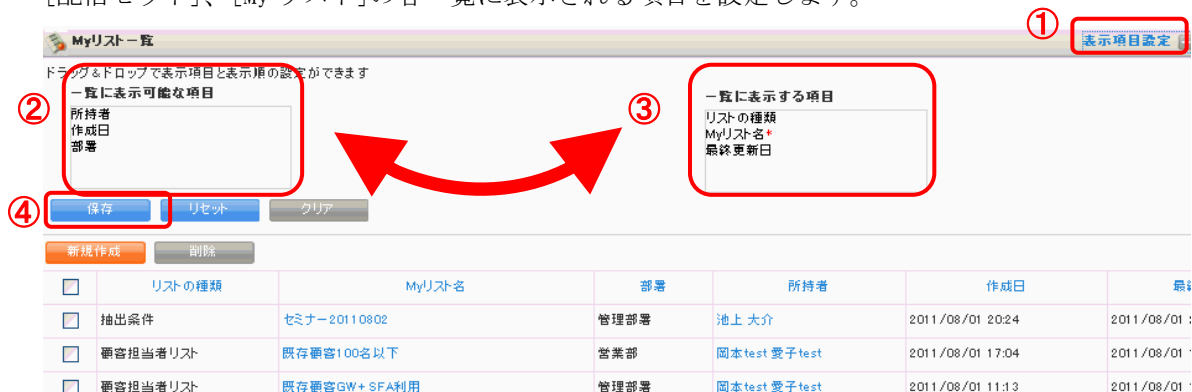 [配信セット]、[My リスト]の各一覧に表示される項目を設定します。
①
Myリスト一覧
表示項目設定
ドラッグ&ドロップで表示項目と表示順の設定ができます
②
一覧に表示可能な項目
所持者
作成日
部署
③
一覧に表示する項目
リストの種類
Myリスト名*
最終更新日
④
保存 リセット クリア
新規作成 削除
リストの種類 Myリスト名 部署 所持者 作成日
抽出条件 セミナー20110802 管理部署 池上 大介 2011/08/01 20:24 2011/08/01
顧客担当者リスト 既存顧客100名以下 営業部 岡本test 愛子test 2011/08/01 17:04 2011/08/01
顧客担当者リスト 既存顧客GW+SFA利用 管理部署 岡本test 愛子test 2011/08/01 11:13 2011/08/01